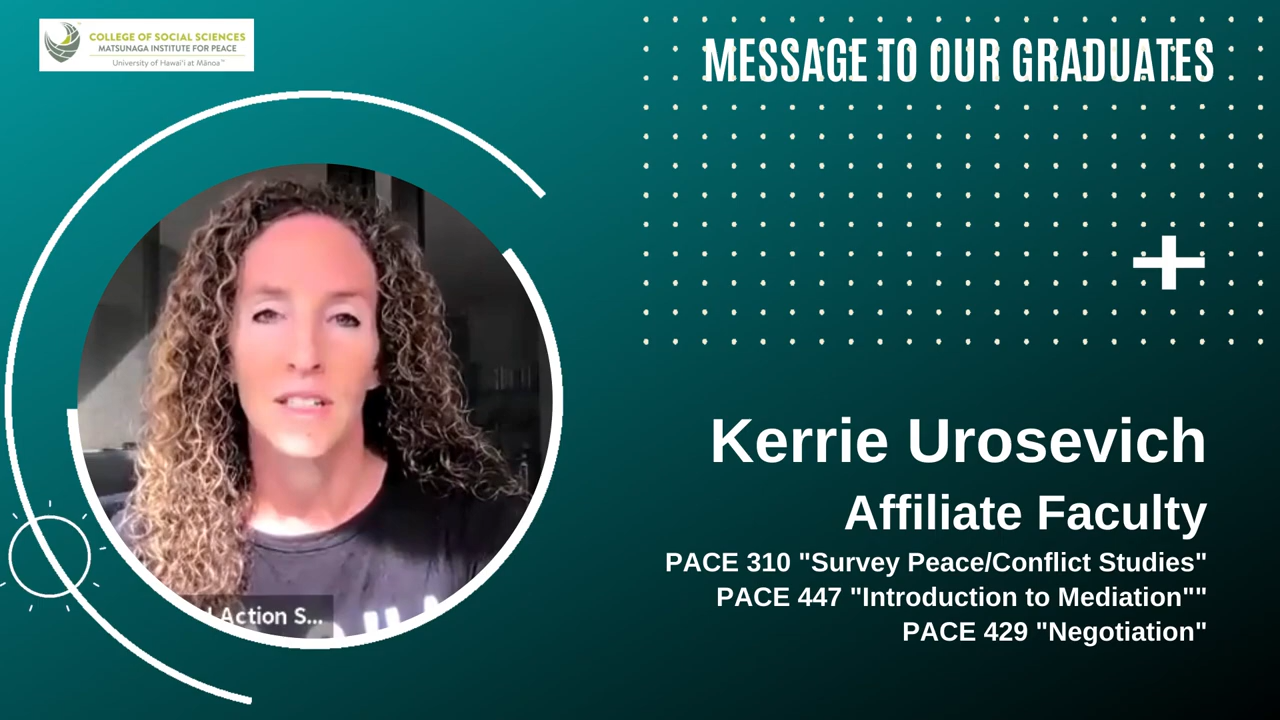 COLLEGE OF SOCIAL SCIENCES
MATSUNAGA INSTITUTE FOR PEACE
University of Hawai'i at Mānoa™
MESSAGE TO OUR GRADUATES
Kerrie Urosevich
Affiliate Faculty
PACE 310 "Survey Peace/Conflict Studies"
PACE 447 "Introduction to Mediation""
PACE 429 "Negotiation"
Action S...